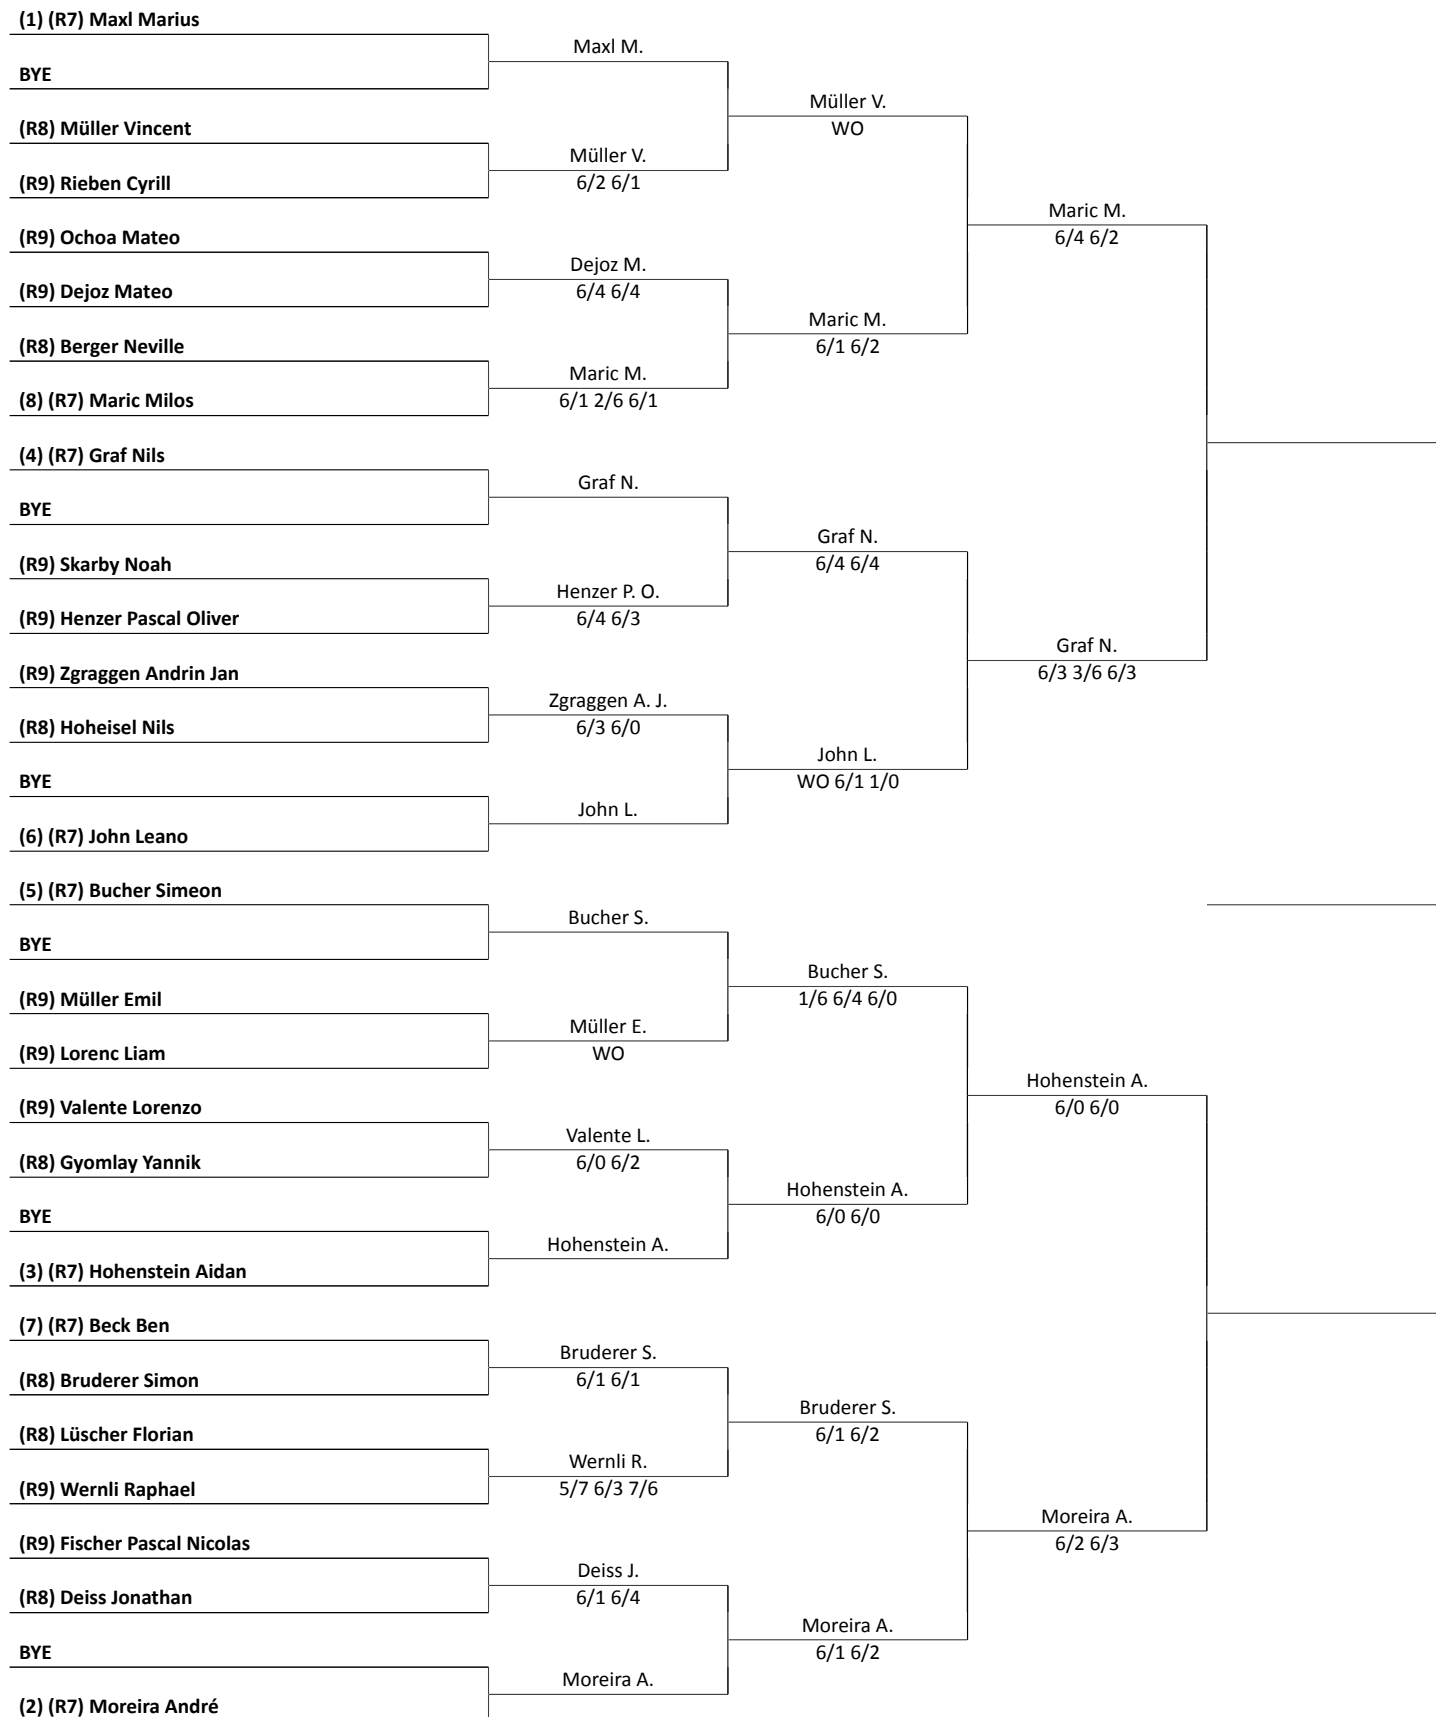 (1) (R7) Maxl Marius
Maxl M.
BYE
Müller V.
(R8) Müller Vincent
WO
Müller V.
(R9) Rieben Cyrill
6/2 6/1
Maric M.
(R9) Ochoa Mateo
6/4 6/2
Dejoz M.
(R9) Dejoz Mateo
6/4 6/4
Maric M.
(R8) Berger Neville
6/1 6/2
Maric M.
(8) (R7) Maric Milos
6/1 2/6 6/1
(4) (R7) Graf Nils
Graf N.
BYE
Graf N.
(R9) Skarby Noah
6/4 6/4
Henzer P. O.
(R9) Henzer Pascal Oliver
6/4 6/3
Graf N.
(R9) Zgraggen Andrin Jan
6/3 3/6 6/3
Zgraggen A. J.
(R8) Hoheisel Nils
6/3 6/0
John L.
BYE
WO 6/1 1/0
John L.
(6) (R7) John Leano
(5) (R7) Bucher Simeon
Bucher S.
BYE
Bucher S.
(R9) Müller Emil
1/6 6/4 6/0
Müller E.
(R9) Lorenc Liam
WO
Hohenstein A.
(R9) Valente Lorenzo
6/0 6/0
Valente L.
(R8) Gyomlay Yannik
6/0 6/2
Hohenstein A.
BYE
6/0 6/0
Hohenstein A.
(3) (R7) Hohenstein Aidan
(7) (R7) Beck Ben
Bruderer S.
(R8) Bruderer Simon
6/1 6/1
Bruderer S.
(R8) Lüscher Florian
6/1 6/2
Wernli R.
(R9) Wernli Raphael
5/7 6/3 7/6
Moreira A.
(R9) Fischer Pascal Nicolas
6/2 6/3
Deiss J.
(R8) Deiss Jonathan
6/1 6/4
Moreira A.
BYE
6/1 6/2
Moreira A.
(2) (R7) Moreira André